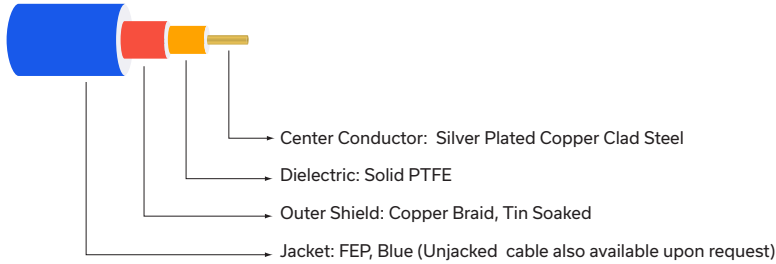 Center Conductor: Silver Plated Copper Clad Steel
Dielectric: Solid PTFE
Outer Shield: Copper Braid, Tin Soaked
Jacket: FEP, Blue (Unjacked cable also available upon request)